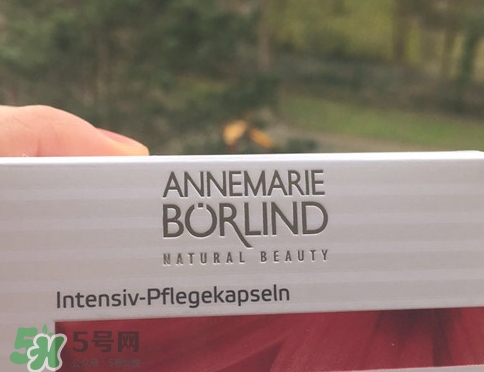 ANNEMARIE
BÖRLIND
NATURAL BEAUTY
Intensiv-Pflegekapseln
5号网